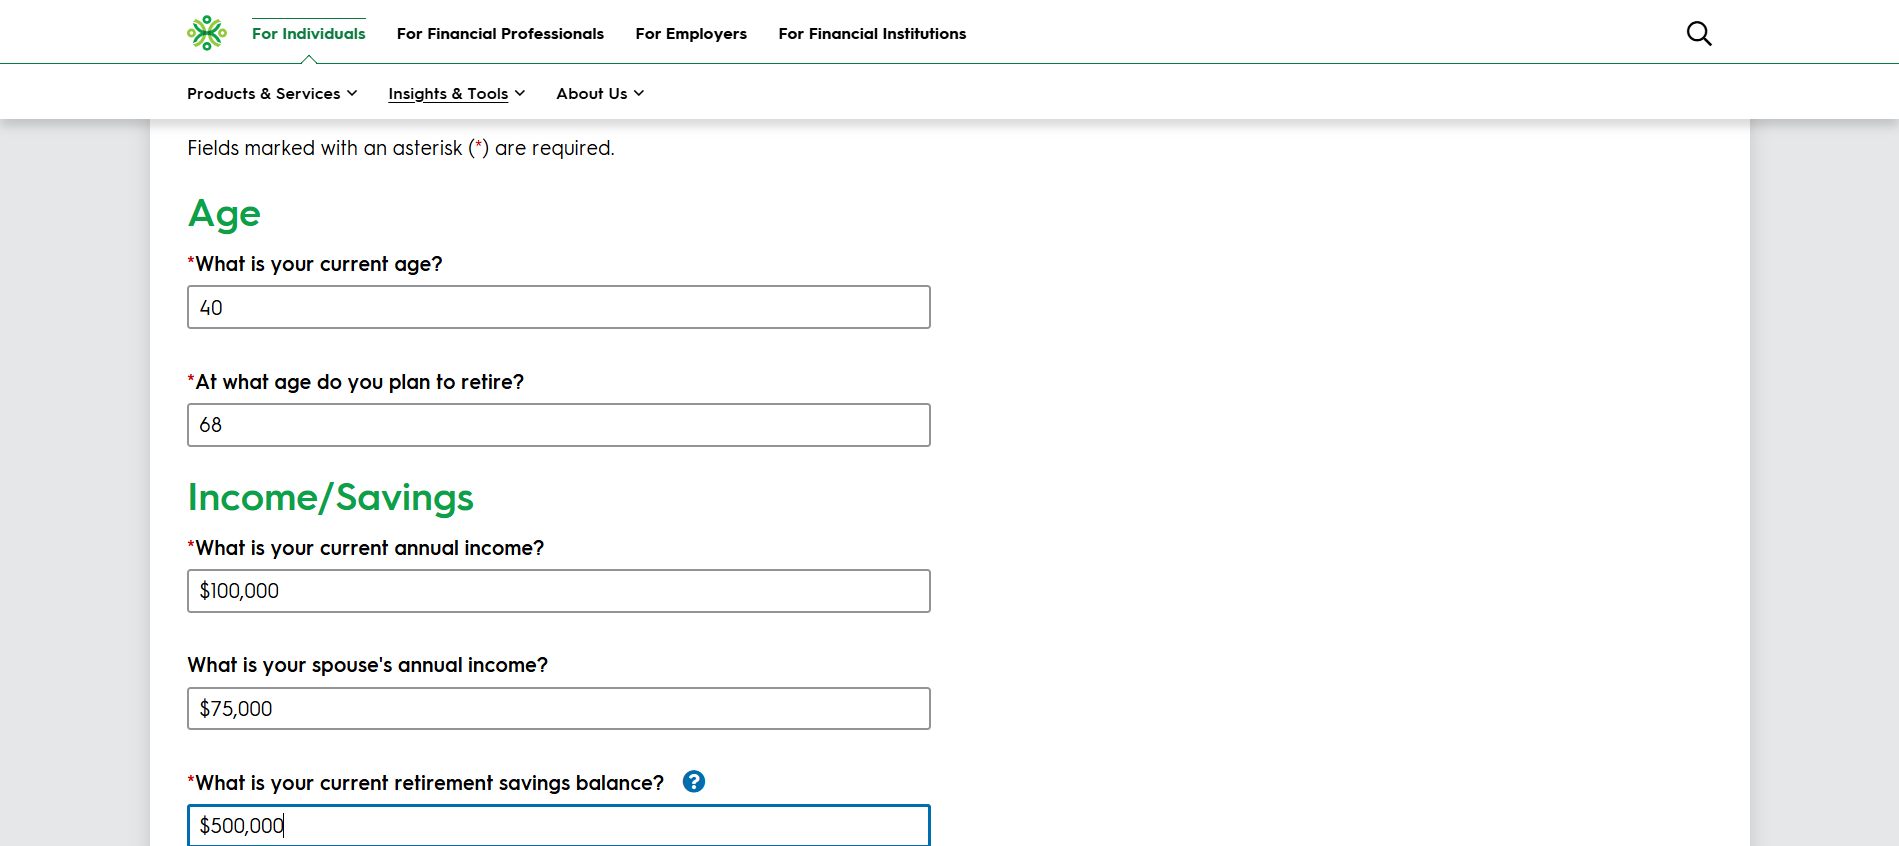 For Individuals For Financial Professionals For Employers For Financial Institutions
Products & Services Insights & Tools About Us
Fields marked with an asterisk (*) are required.
Age
*What is your current age?
40
*At what age do you plan to retire?
68
Income/Savings
*What is your current annual income?
$100,000
What is your spouse's annual income?
$75,000
*What is your current retirement savings balance? ?
$500,000